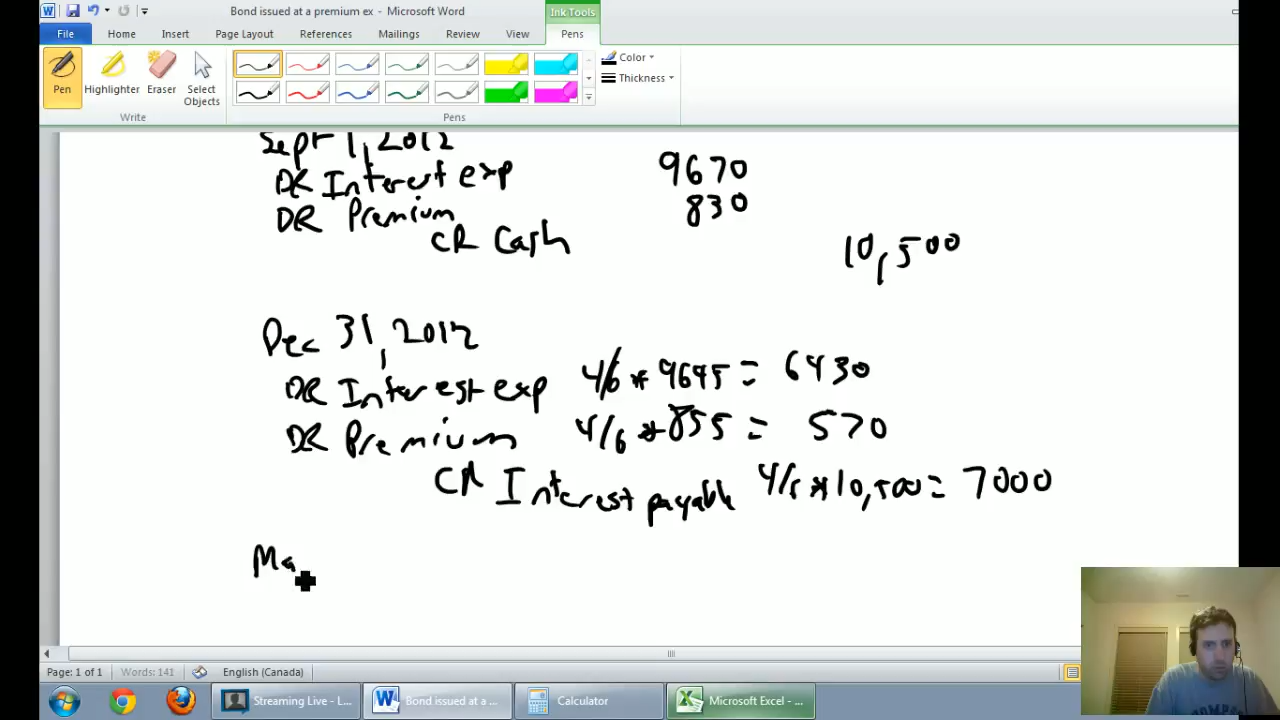 Bond issued at a premium ex - Microsoft Word
Ink Tools
File Home Insert Page Layout References Mailings Review View Pens
Pen Highlighter Eraser Select Objects
Color
Thickness
Write
Pens
Sept 1, 2012
DR Interest exp 9670
DR Premium 830
CR Cash 10,500
Dec 31, 2012
DR Interest exp 4/6 * 9645 = 6430
DR Premium 4/6 * 855 = 570
CR Interest payable 4/6 * 10,500 = 7000
Ma
Page: 1 of 1 Words: 141 English (Canada)
Streaming Live - L... Bond issued at a p... Calculator Microsoft Excel - ...